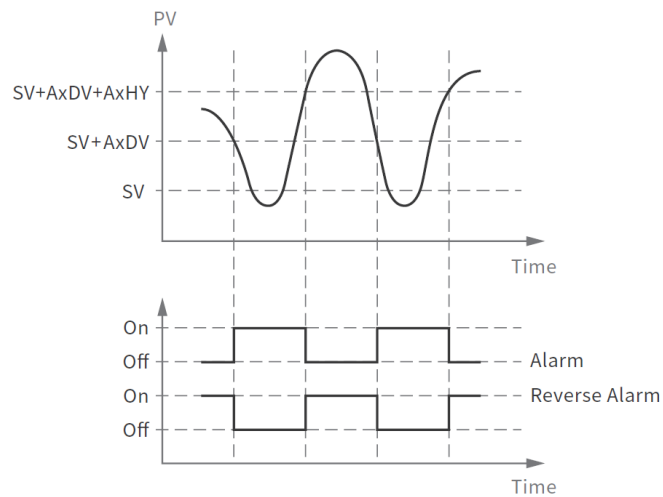 PV
SV+AxDV+AxHY
SV+AxDV
SV
Time
On
Off
Alarm
On
Reverse Alarm
Off
Time